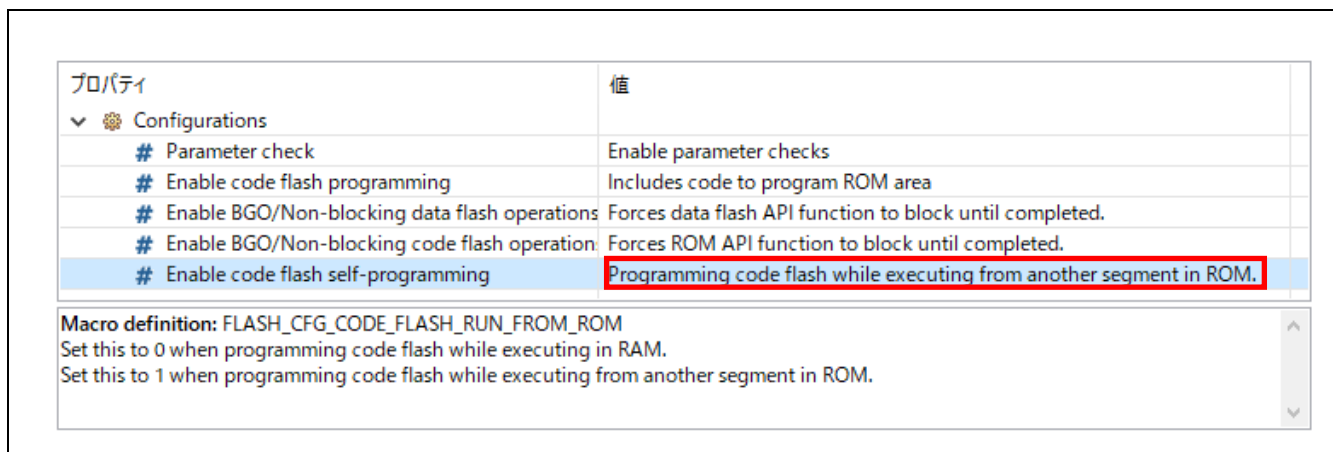 プロパティ 値
Configurations
# Parameter check Enable parameter checks
# Enable code flash programming Includes code to program ROM area
# Enable BGO/Non-blocking data flash operations Forces data flash API function to block until completed.
# Enable BGO/Non-blocking code flash operation Forces ROM API function to block until completed.
# Enable code flash self-programming Programming code flash while executing from another segment in ROM.
Macro definition: FLASH_CFG_CODE_FLASH_RUN_FROM_ROM
Set this to 0 when programming code flash while executing in RAM.
Set this to 1 when programming code flash while executing from another segment in ROM.